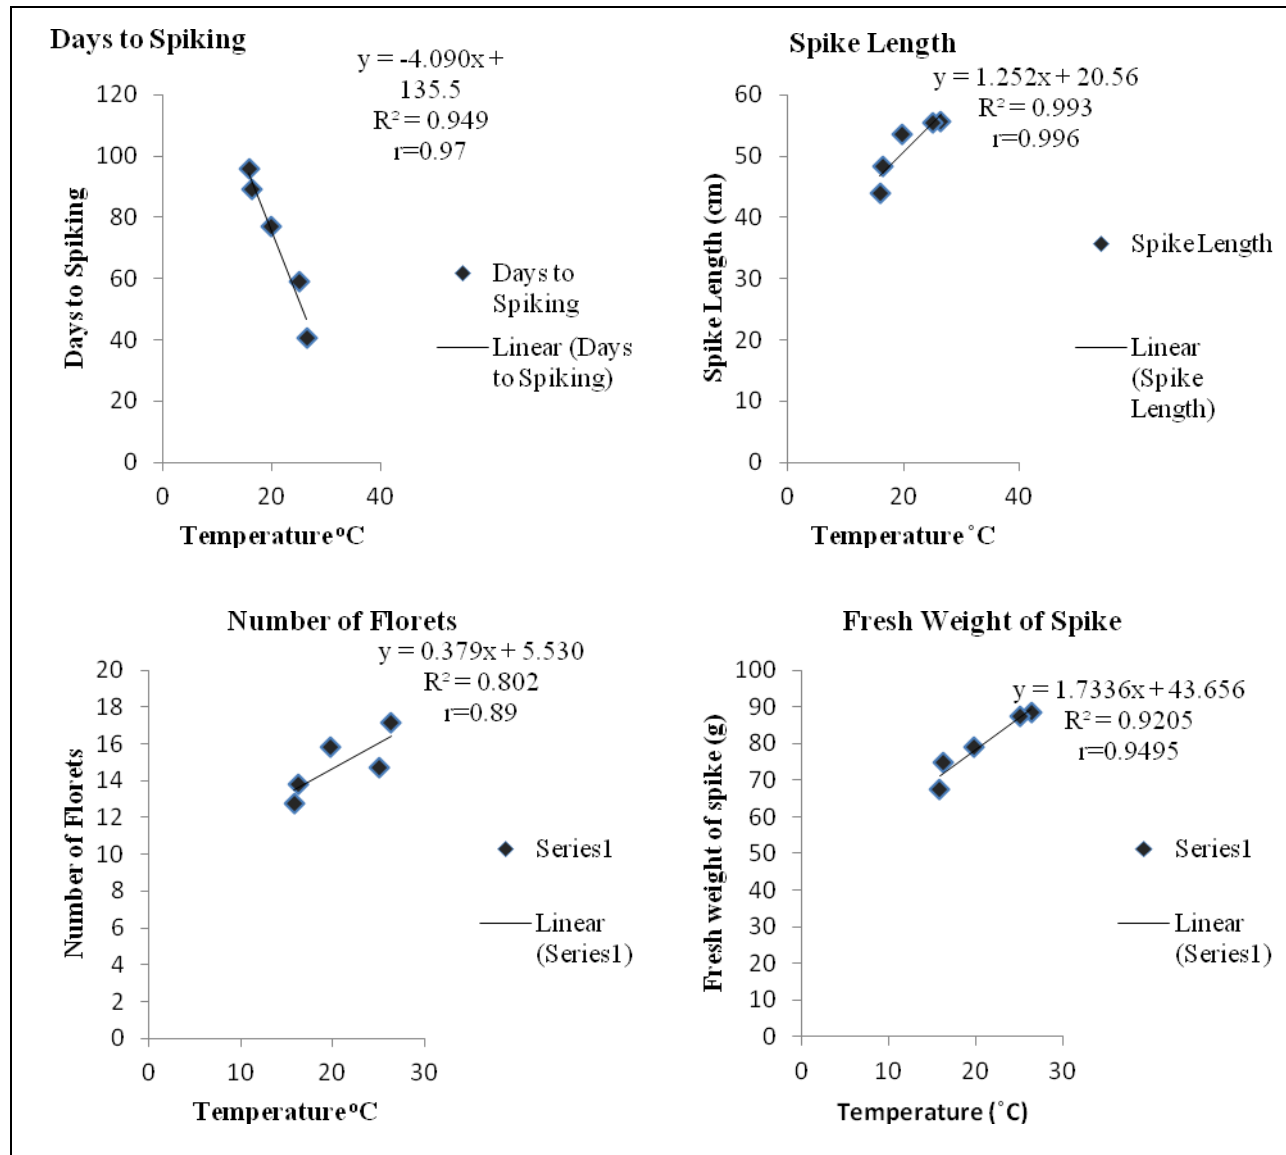 Days to Spiking
y = -4.090x +
135.5
R² = 0.949
r=0.97
120
100
80
60
40
20
0
0 20 40
Days to Spiking
Temperature ºC
Days to
Spiking
Linear (Days
to Spiking)
Spike Length
y = 1.252x + 20.56
R² = 0.993
r=0.996
60
50
40
30
20
10
0
0 20 40
Spike Length (cm)
Temperature ˚C
Spike Length
Linear
(Spike
Length)
Number of Florets
y = 0.379x + 5.530
R² = 0.802
r=0.89
20
18
16
14
12
10
8
6
4
2
0
0 10 20 30
Number of Florets
Temperature ºC
Series1
Linear
(Series1)
Fresh Weight of Spike
y = 1.7336x + 43.656
R² = 0.9205
r=0.9495
100
90
80
70
60
50
40
30
20
10
0
0 10 20 30
Fresh weight of spike (g)
Temperature (˚C)
Series1
Linear
(Series1)